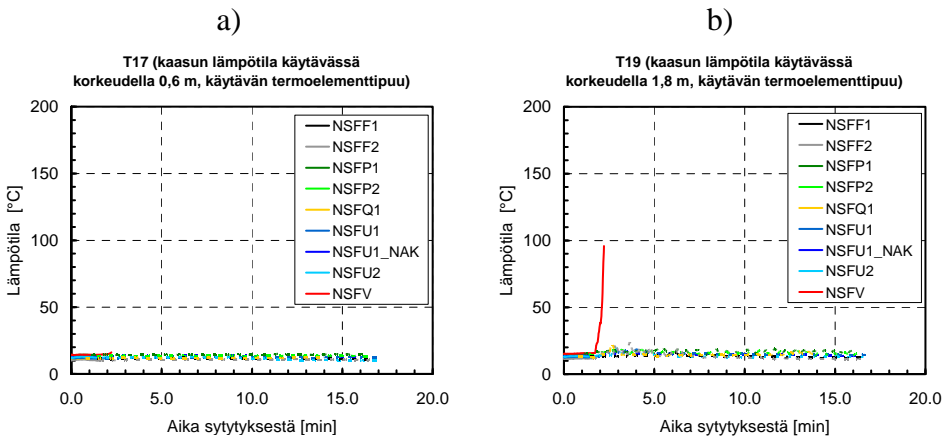 a)
T17 (kaasun lämpötila käytävässä
korkeudella 0,6 m, käytävän termoelementtipuu)
200
150
100
50
0
Lämpötila [°C]
NSFF1
NSFF2
NSFP1
NSFP2
NSFQ1
NSFU1
NSFU1_NAK
NSFU2
NSFV
0.0 5.0 10.0 15.0 20.0
Aika sytytyksestä [min]
b)
T19 (kaasun lämpötila käytävässä
korkeudella 1,8 m, käytävän termoelementtipuu)
200
150
100
50
0
Lämpötila [°C]
NSFF1
NSFF2
NSFP1
NSFP2
NSFQ1
NSFU1
NSFU1_NAK
NSFU2
NSFV
0.0 5.0 10.0 15.0 20.0
Aika sytytyksestä [min]